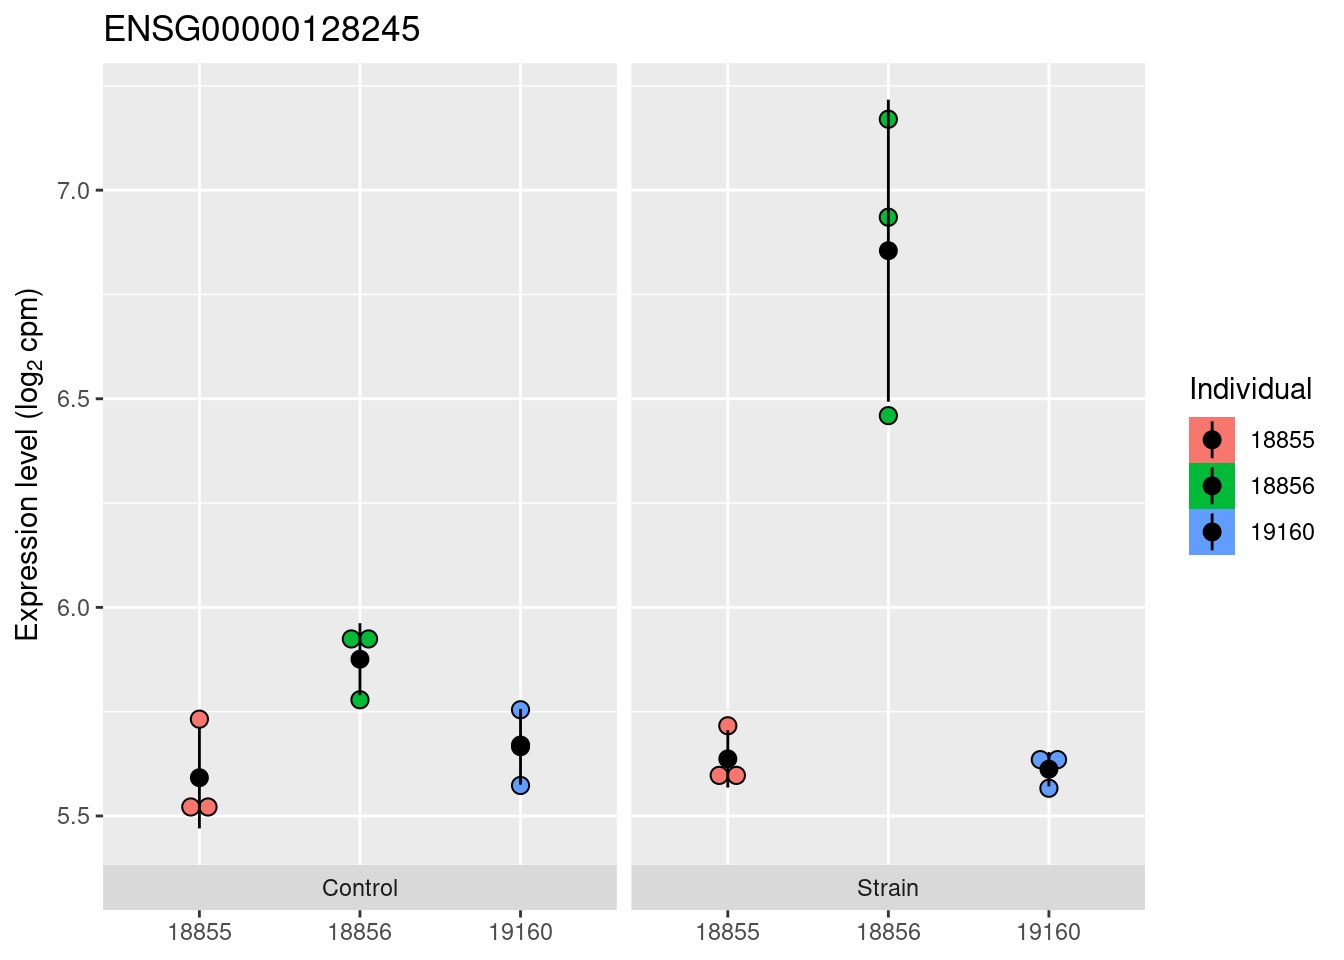 ENSG00000128245
Expression level (log2 cpm)
7.0
6.5
6.0
5.5
Control
Strain
18855
18856
19160
18855
18856
19160
Individual
18855
18856
19160